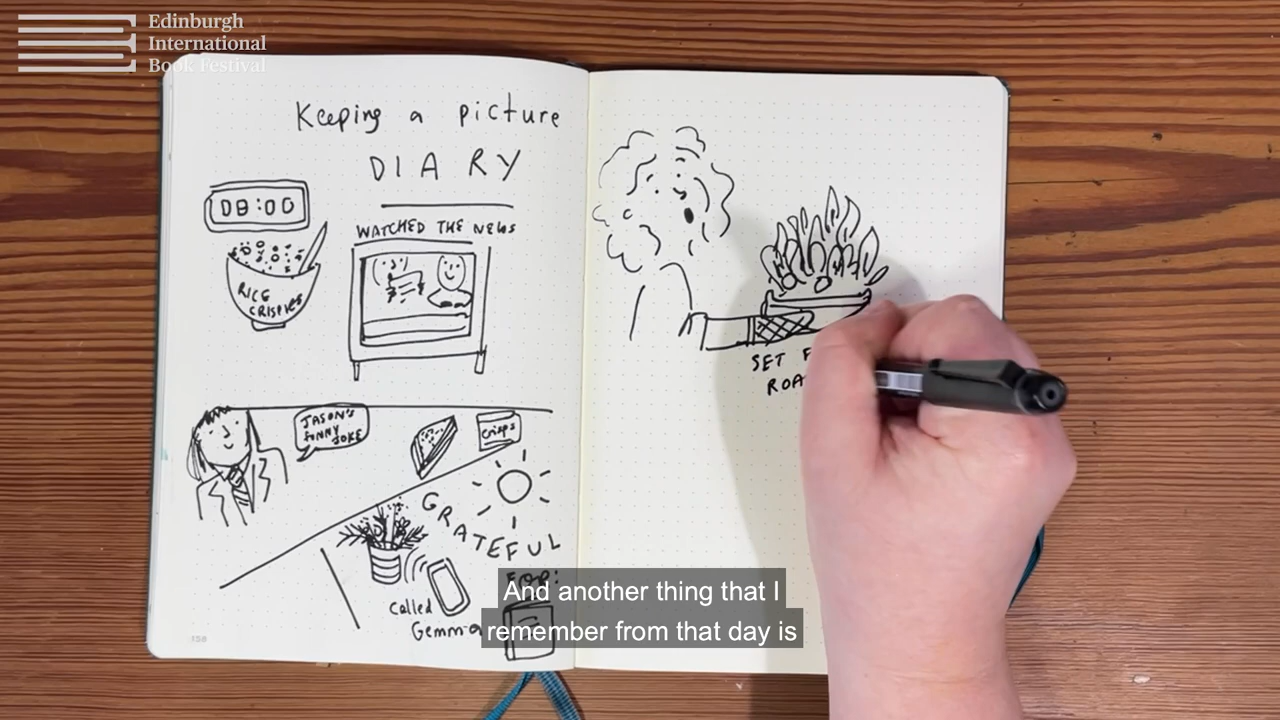 Edinburgh
International
Book Festival
Keeping a picture
DIARY
08:00
WATCHED THE NEWS
RICE
CRISPIES
JASON'S
FUNNY
JOKE
crisps
GRATEFUL
FOR:
called
Gemma
SET
158
And another thing that I
remember from that day is